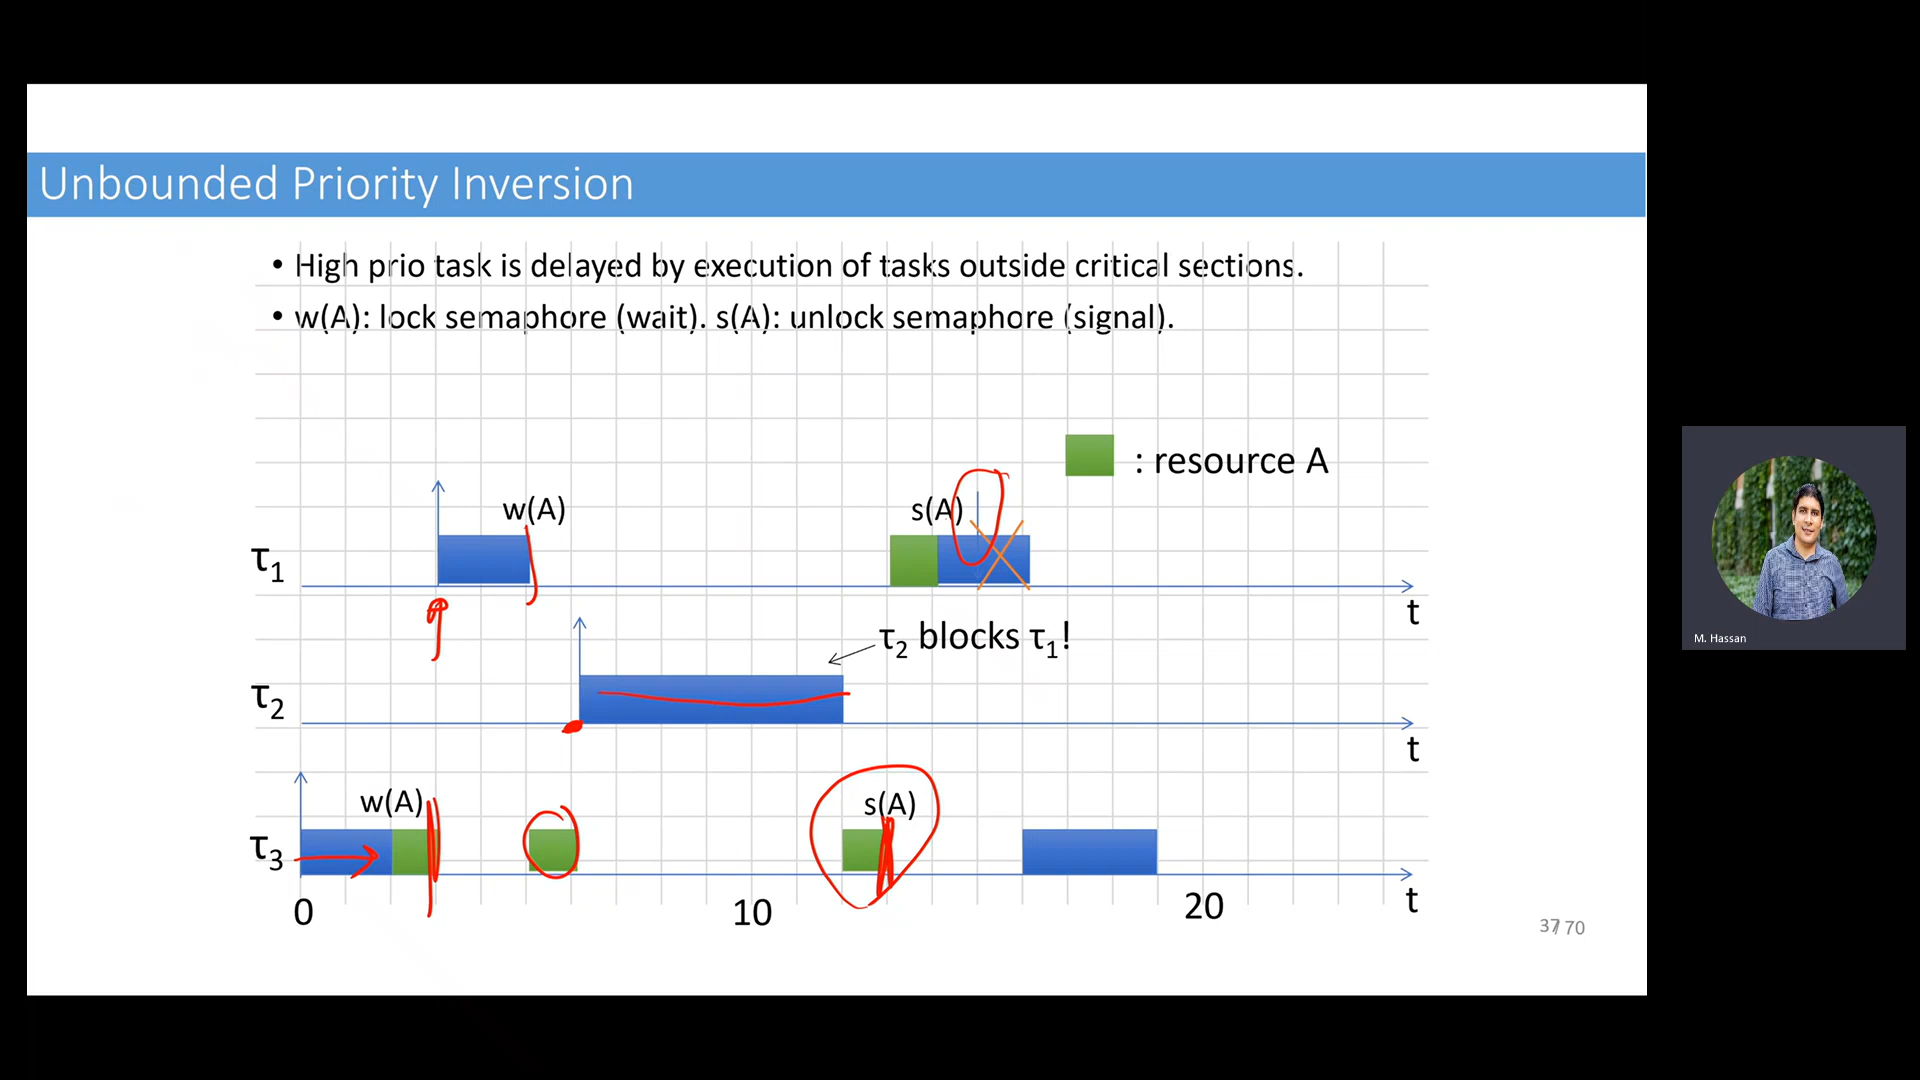 Unbounded Priority Inversion
• High prio task is delayed by execution of tasks outside critical sections.
• w(A): lock semaphore (wait). s(A): unlock semaphore (signal).
: resource A
w(A)
s(A)
τ1
t
τ2 blocks τ1!
τ2
t
w(A)
s(A)
τ3
t
0
10
20
37/ 70
M. Hassan